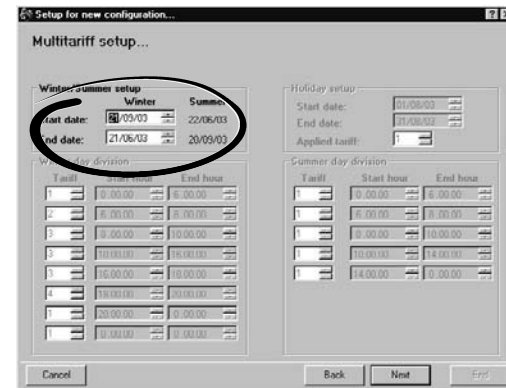 Setup for new configuration...
Multitariff setup...
Winter/Summer setup
Winter Summer
Start date: 21/09/03 22/06/03
End date: 21/06/03 20/09/03
Holiday setup
Start date: 01/08/03
End date: 31/08/03
Applied tariff: 1
Winter day division
Tariff Start hour End hour
1 0.00.00 6.00.00
2 6.00.00 8.00.00
3 8.00.00 10.00.00
3 10.00.00 16.00.00
3 16.00.00 18.00.00
4 18.00.00 20.00.00
1 20.00.00 0.00.00
1 0.00.00 0.00.00
Summer day division
Tariff Start hour End hour
1 0.00.00 6.00.00
1 6.00.00 8.00.00
1 8.00.00 10.00.00
1 10.00.00 14.00.00
1 14.00.00 0.00.00
Cancel Back Next End